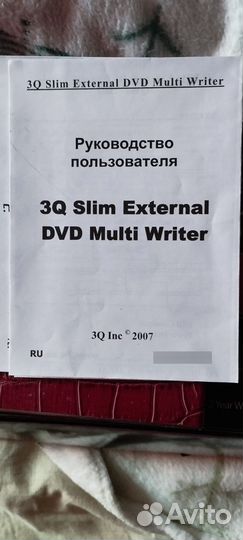 3Q Slim External DVD Multi Writer
Руководство
пользователя
3Q Slim External
DVD Multi Writer
3Q Inc © 2007
RU
Year W
Avito